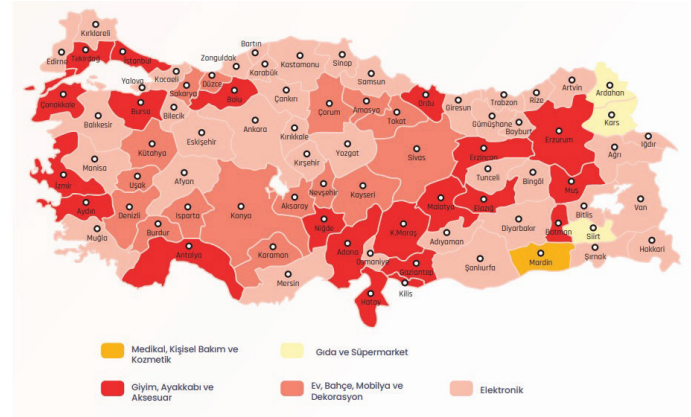 Kırklareli
Edirne
Tekirdağ
İstanbul
Yalova
Kocaeli
Sakarya
Düzce
Zonguldak
Bartın
Karabük
Kastamonu
Sinop
Samsun
Bolu
Çankırı
Çorum
Amasya
Tokat
Ordu
Giresun
Trabzon
Rize
Artvin
Ardahan
Kars
Gümüşhane
Bayburt
Erzurum
Erzincan
Iğdır
Ağrı
Çanakkale
Balıkesir
Bursa
Bilecik
Eskişehir
Ankara
Kırıkkale
Kırşehir
Yozgat
Sivas
Tunceli
Bingöl
Muş
Van
Bitlis
Manisa
Kütahya
Uşak
Afyon
İzmir
Aydın
Denizli
Isparta
Burdur
Muğla
Antalya
Konya
Aksaray
Nevşehir
Kayseri
Niğde
Karaman
Mersin
Adana
Osmaniye
K.Maraş
Malatya
Elazığ
Adıyaman
Gaziantep
Kilis
Hatay
Şanlıurfa
Diyarbakır
Batman
Siirt
Mardin
Şırnak
Hakkari
Medikal, Kişisel Bakım ve
Kozmetik
Gıda ve Süpermarket
Giyim, Ayakkabı ve
Aksesuar
Ev, Bahçe, Mobilya ve
Dekorasyon
Elektronik